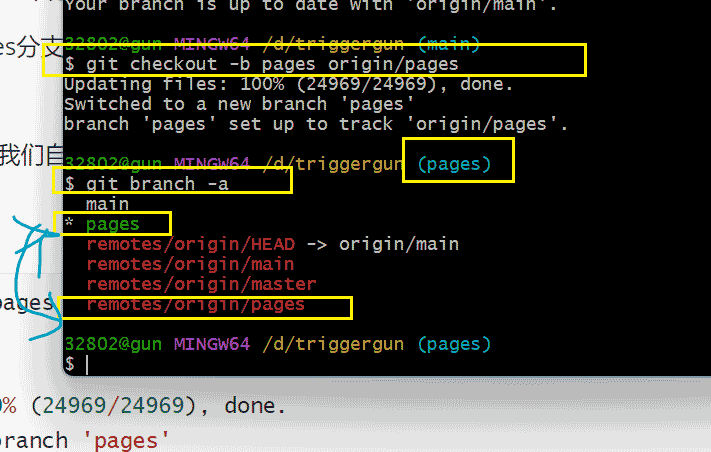 Your branch is up to date with 'origin/main'.
32802@gun MINGW64 /d/triggergun (main)
$ git checkout -b pages origin/pages
Updating files: 100% (24969/24969), done.
Switched to a new branch 'pages'
branch 'pages' set up to track 'origin/pages'.
32802@gun MINGW64 /d/triggergun (pages)
$ git branch -a
main
* pages
remotes/origin/HEAD -> origin/main
remotes/origin/main
remotes/origin/master
remotes/origin/pages
32802@gun MINGW64 /d/triggergun (pages)
$
es分支
我们自
pages
0% (24969/24969), done.
branch 'pages'